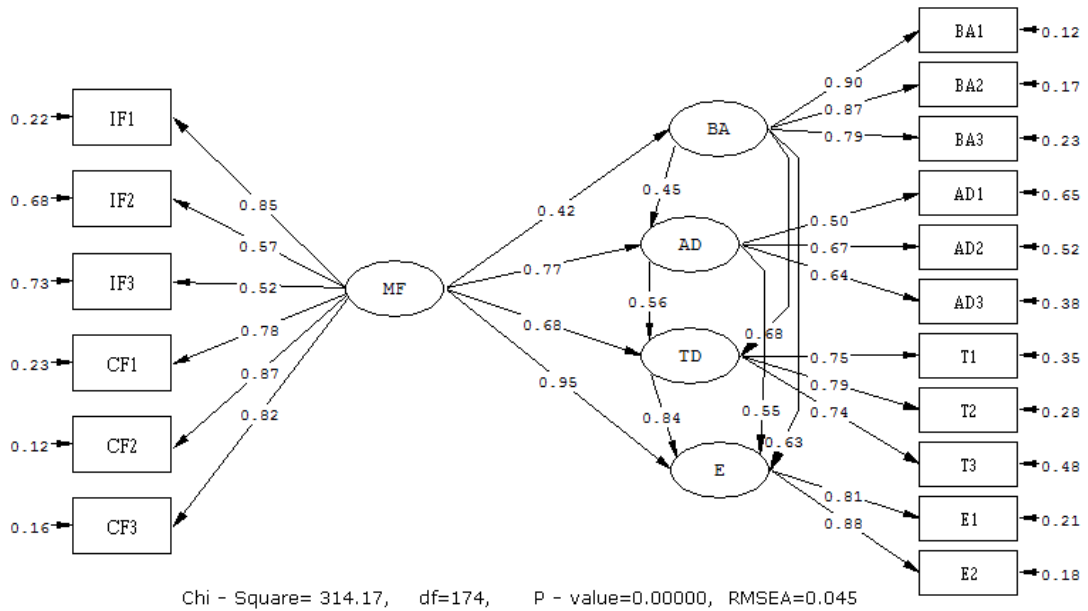 BA1
0.12
0.90
BA2
0.17
0.87
BA3
0.23
0.79
0.22
IF1
BA
0.85
0.68
IF2
0.57
0.42
0.45
AD1
0.65
0.50
AD
AD2
0.52
0.67
0.77
AD3
0.38
0.64
0.73
IF3
0.52
MF
0.56
0.68
0.68
0.23
CF1
0.78
TD
T1
0.35
0.75
0.87
0.95
T2
0.28
0.79
0.84
0.55
0.74
0.12
CF2
0.82
0.63
T3
0.48
E
0.81
E1
0.21
0.16
CF3
0.88
E2
0.18
Chi - Square= 314.17, df=174, P - value=0.00000, RMSEA=0.045